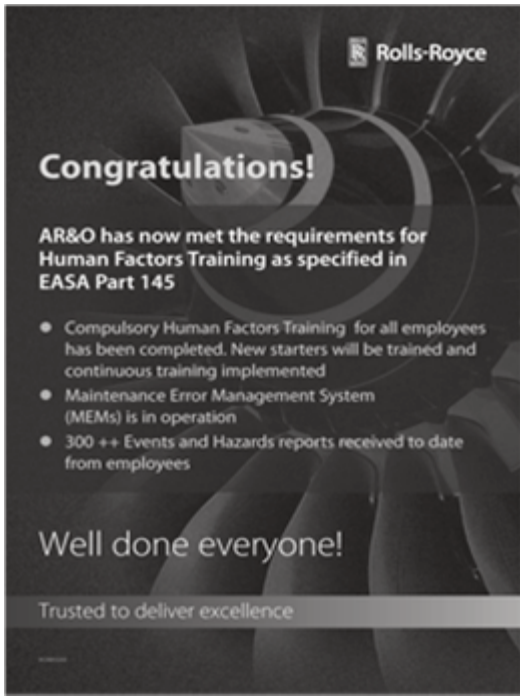 Rolls-Royce
Congratulations!
AR&O has now met the requirements for
Human Factors Training as specified in
EASA Part 145
Compulsory Human Factors Training for all employees
has been completed. New starters will be trained and
continuous training implemented
Maintenance Error Management System
(MEMs) is in operation
300 ++ Events and Hazards reports received to date
from employees
Well done everyone!
Trusted to deliver excellence